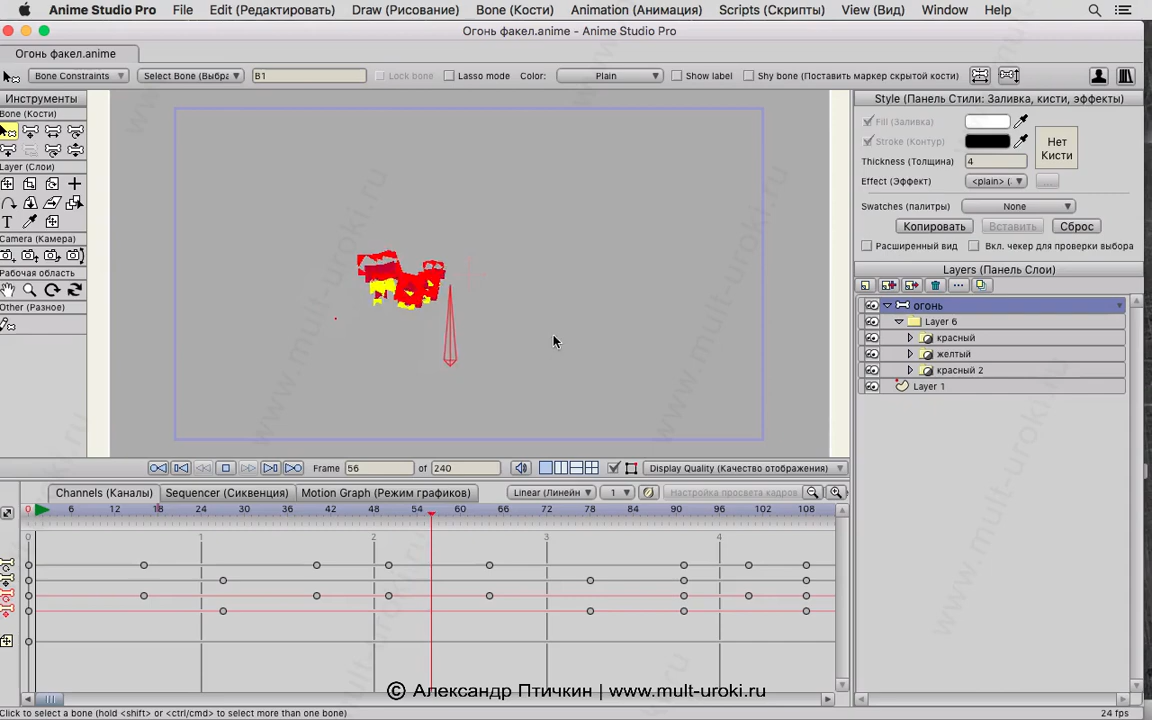 Anime Studio Pro File Edit (Редактировать) Draw (Рисование) Bone (Кости) Animation (Анимация) Scripts (Скрипты) View (Вид) Window Help
Огонь факел.anime - Anime Studio Pro
Огонь факел.anime
Bone Constraints Select Bone (Выбра B1 Lock bone Lasso mode Color: Plain Show label Shy bone (Поставить маркер скрытой кости)
Инструменты
Bone (Кости)
Layer (Слои)
Камера (Камера)
Рабочая область
Other (Разное)
Style (Панель Стили: Заливка, кисти, эффекты)
Fill (Заливка)
Stroke (Контур)
Нет Кисти
Thickness (Толщина) 4
Effect (Эффект) <plain> (.
Swatches (палитры) None
Копировать Вставить Сброс
Расширенный вид Вкл. чекер для проверки выбора
Layers (Панель Слои)
огонь
Layer 6
красный
желтый
красный 2
Layer 1
Frame 56 of 240 Display Quality (Качество отображения)
Channels (Каналы) Sequencer (Сиквенция) Motion Graph (Режим графиков) Linear (Линейн 1 Настройка просвета кадров
0 6 12 18 24 30 36 42 48 54 60 66 72 78 84 90 96 102 108
0 1 2 3 4
© Александр Птичкин | www.mult-uroki.ru
Click to select a bone (hold <shift> or <ctrl/cmd> to select more than one bone) 24 fps
www.mult-uroki.ru